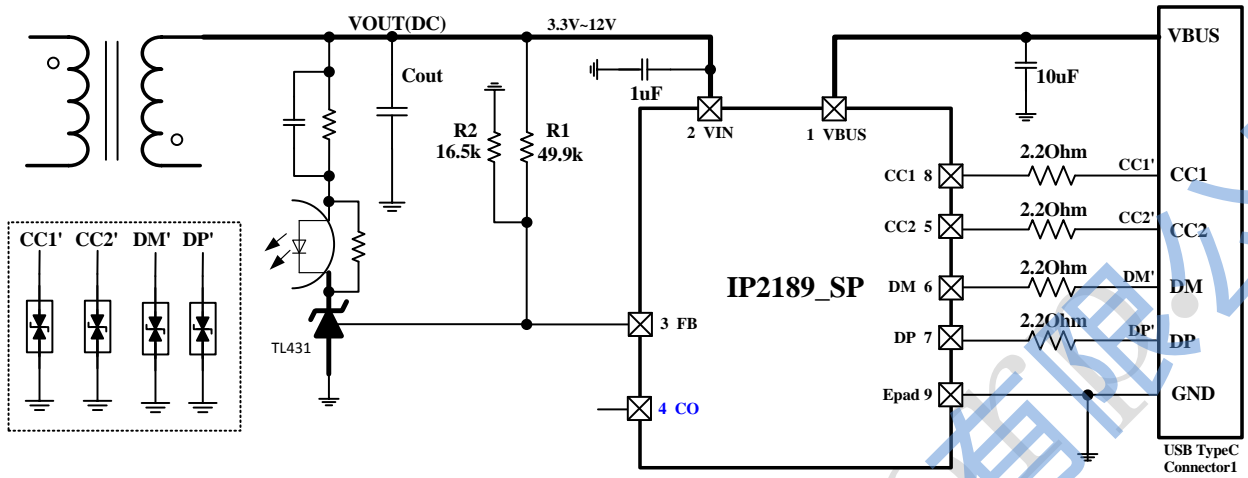 VOUT(DC)
3.3V~12V
VBUS
Cout
1uF
10uF
2 VIN
1 VBUS
R2
16.5k
R1
49.9k
2.2Ohm
CC1 8
CC1'
CC1
2.2Ohm
CC2 5
CC2'
CC2
CC1' CC2' DM' DP'
2.2Ohm
IP2189_SP
DM 6
DM'
DM
2.2Ohm
3 FB
DP 7
DP'
DP
TL431
Epad 9
GND
4 CO
USB TypeC
Connector1
有限公